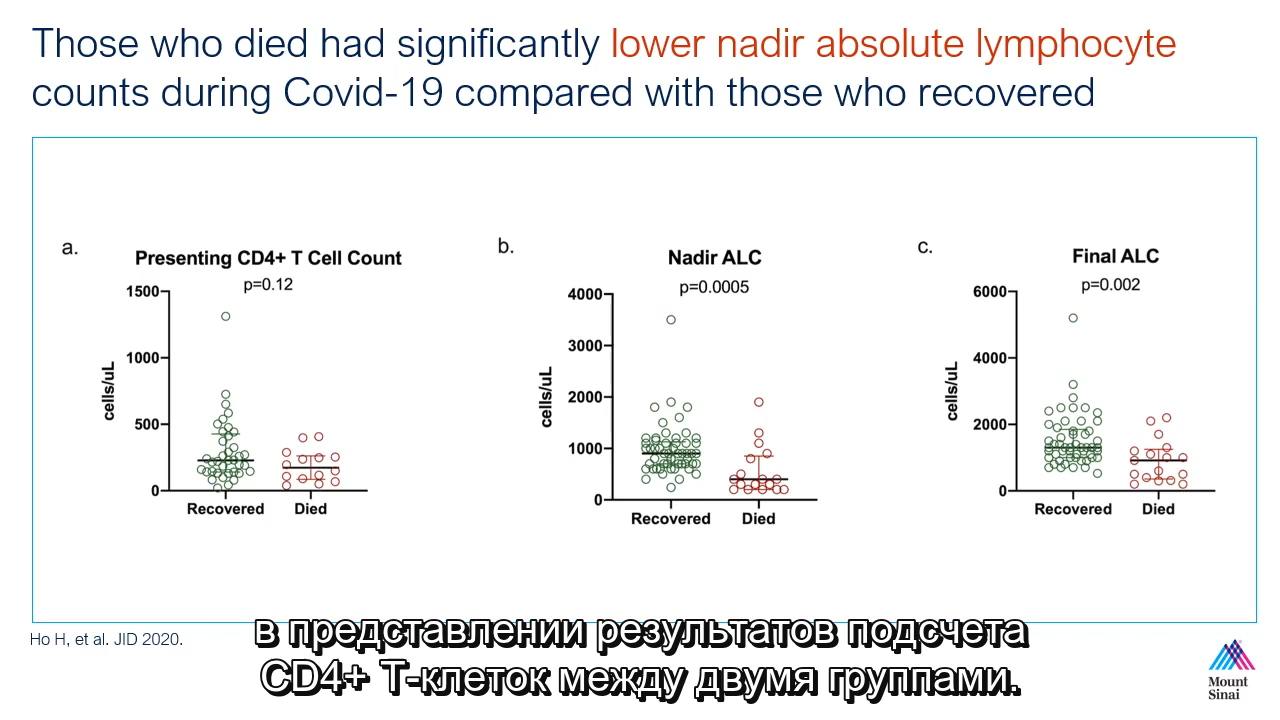 Those who died had significantly lower nadir absolute lymphocyte
counts during Covid-19 compared with those who recovered
a.
Presenting CD4+ T Cell Count
p=0.12
cells/uL
1500
1000
500
0
Recovered
Died
b.
Nadir ALC
p=0.0005
cells/uL
4000
3000
2000
1000
0
Recovered
Died
c.
Final ALC
p=0.002
cells/uL
6000
4000
2000
0
Recovered
Died
Ho H, et al. JID 2020.
в представлении результатов подсчета
CD4+ Т-клеток между двумя группами.
Mount
Sinai